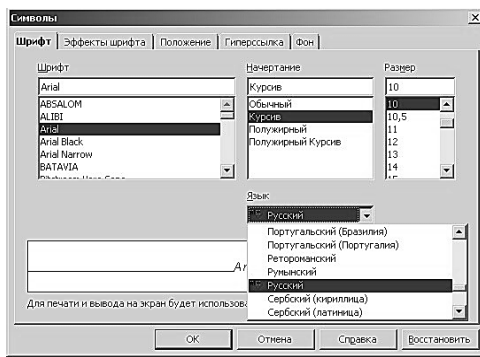 Символы
Шрифт Эффекты шрифта Положение Гиперссылка Фон
Шрифт Начертание Размер
Arial Курсив 10
ABSALOM Обычный 10
ALIBI Курсив 10,5
Arial Полужирный 11
Arial Black Полужирный Курсив 12
Arial Narrow 13
BATAVIA 14
Язык
Русский
Португальский (Бразилия)
Португальский (Португалия)
Ретороманский
Румынский
Русский
Сербский (кириллица)
Сербский (латиница)
Для печати и вывода на экран будет
OK Отмена Справка Восстановить